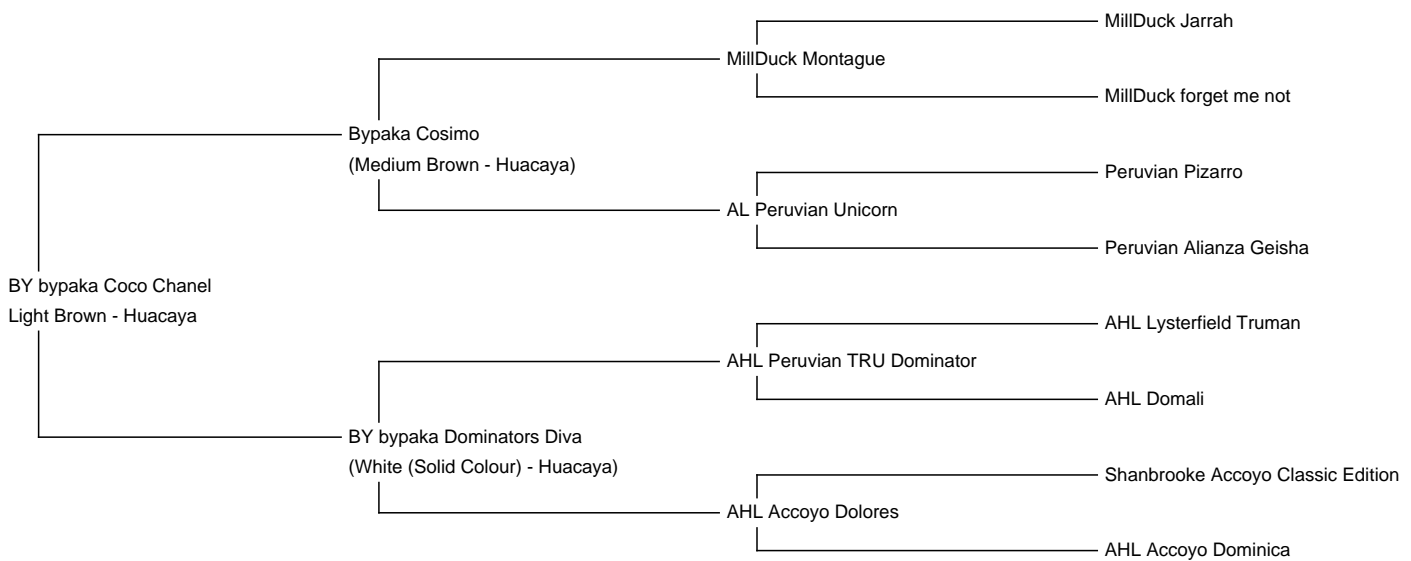 MillDuck Jarrah
MillDuck Montague
MillDuck forget me not
Bypaka Cosimo
(Medium Brown - Huacaya)
Peruvian Pizarro
AL Peruvian Unicorn
Peruvian Alianza Geisha
BY bypaka Coco Chanel
Light Brown - Huacaya
AHL Lysterfield Truman
AHL Peruvian TRU Dominator
AHL Domali
BY bypaka Dominators Diva
(White (Solid Colour) - Huacaya)
Shanbrooke Accoyo Classic Edition
AHL Accoyo Dolores
AHL Accoyo Dominica